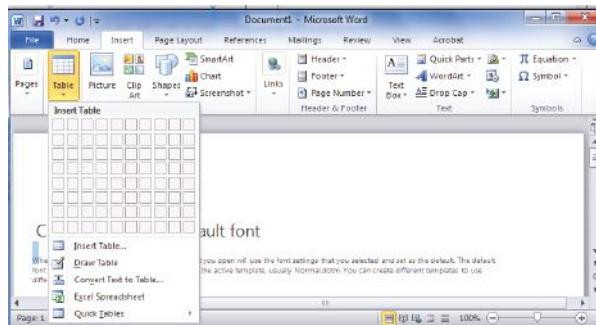 Document1 - Microsoft Word
File Home Insert Page Layout References Mailings Review View Acrobat
Pages
Table
Picture
Clip Art
Shapes
SmartArt
Chart
Screenshot
Links
Header
Footer
Page Number
Header & Footer
Text Box
Quick Parts
WordArt
Drop Cap
Text
Equation
Symbol
Symbols
Insert Table
Insert Table...
Draw Table
Convert Text to Table...
Excel Spreadsheet
Quick Tables
C ault font
Whe you open will use the font settings that you selected and set as the default. The default
font the active template, usually Normal.dotm. You can create different templates to use
diffe
Page: 1
100%